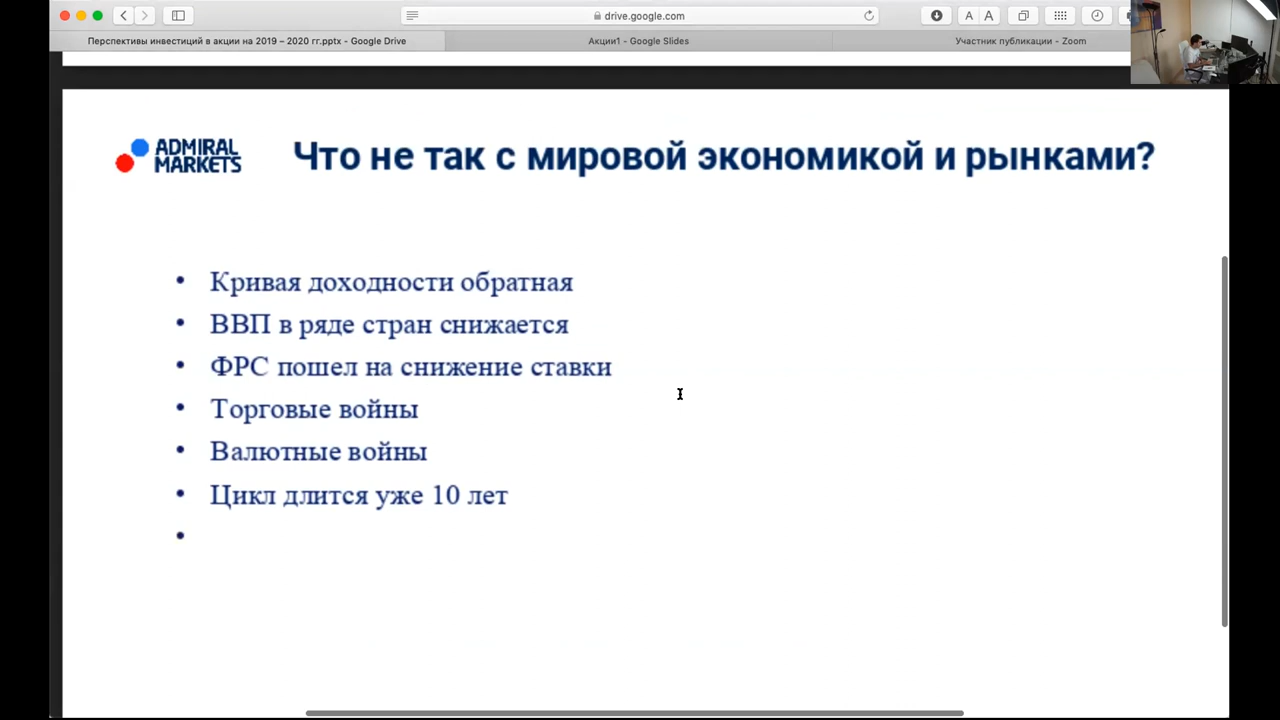 drive.google.com
A A
Перспективы инвестиций в акции на 2019 – 2020 гг.pptx - Google Drive
Акции1 - Google Slides
Участник публикации - Zoom
ADMIRAL
MARKETS
Что не так с мировой экономикой и рынками?
• Кривая доходности обратная
• ВВП в ряде стран снижается
• ФРС пошел на снижение ставки
• Торговые войны
• Валютные войны
• Цикл длится уже 10 лет
•